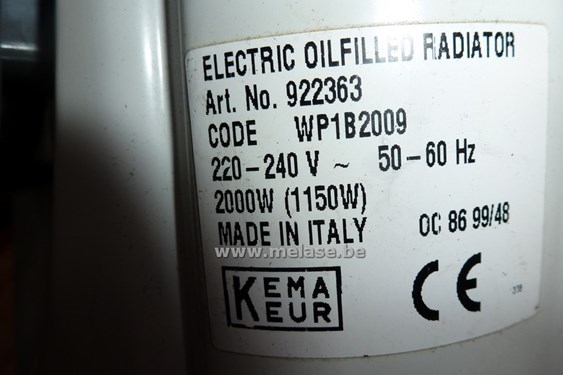 ELECTRIC OILFILLED RADIATOR
Art. No. 922363
CODE WP1B2009
220-240 V ~ 50-60 Hz
2000W (1150W)
MADE IN ITALY OC 86 99/48
www.melase.be
KEMA
KEUR
CE